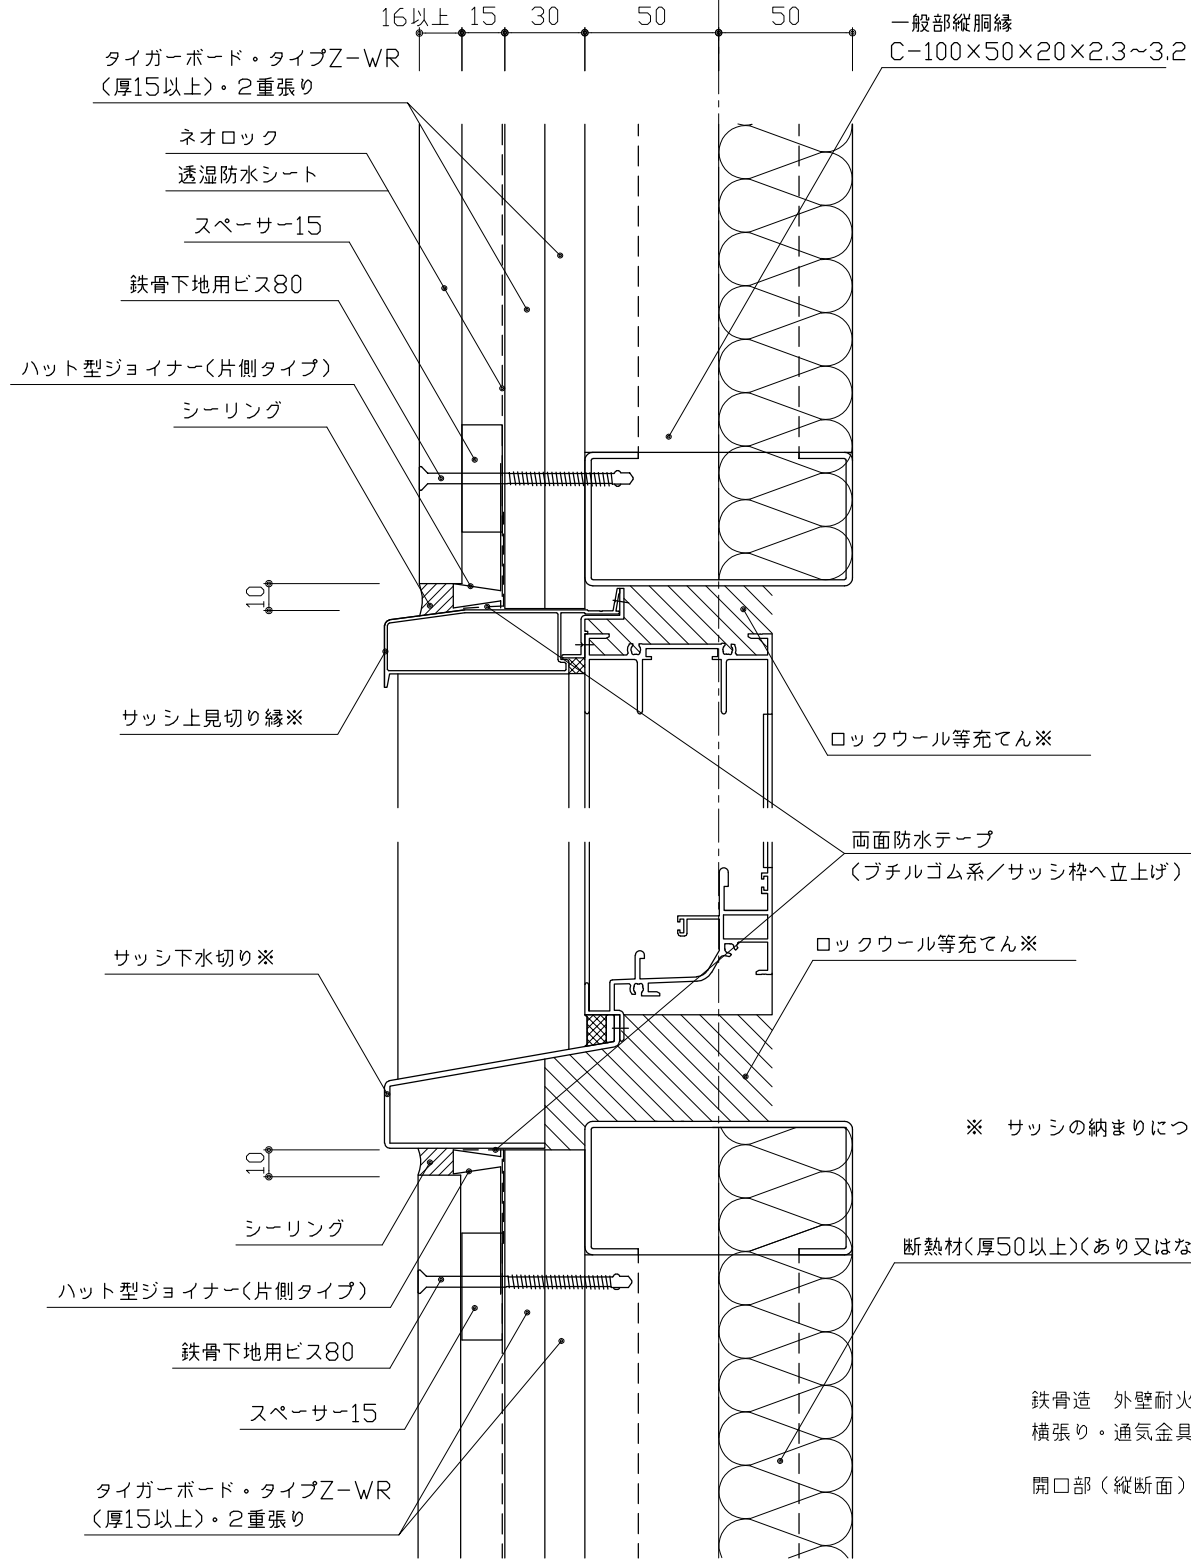 16以上 15 30 50 50
一般部縦胴縁
C-100×50×20×2.3~3.2
タイガーボード・タイプZ-WR
(厚15以上)・2重張り
ネオロック
透湿防水シート
スペーサー15
鉄骨下地用ビス80
ハット型ジョイナー(片側タイプ)
シーリング
10
サッシ上見切り縁※
ロックウール等充てん※
両面防水テープ
(ブチルゴム系/サッシ枠へ立上げ)
ロックウール等充てん※
サッシ下水切り※
※ サッシの納まりにつ
10
シーリング
断熱材(厚50以上)(あり又はな
ハット型ジョイナー(片側タイプ)
鉄骨下地用ビス80
スペーサー15
鉄骨造 外壁耐火
横張り・通気金具
開口部(縦断面)
タイガーボード・タイプZ-WR
(厚15以上)・2重張り